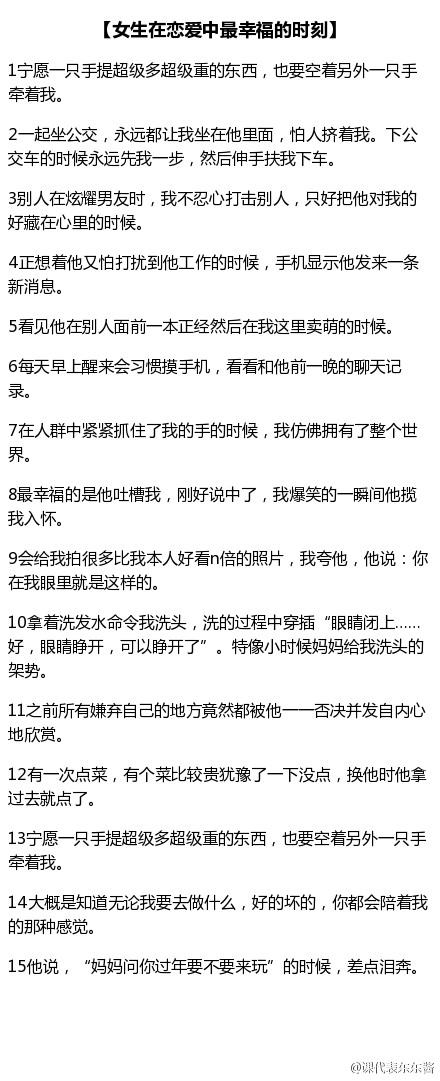 【女生在恋爱中最幸福的时刻】
1宁愿一只手提超级多超级重的东西，也要空着另外一只手
牵着我。
2一起坐公交，永远都让我坐在他里面，怕人挤着我。下公
交车的时候永远先我一步，然后伸手扶我下车。
3别人在炫耀男友时，我不忍心打击别人，只好把他对我的
好藏在心里的时候。
4正想着他又怕打扰到他工作的时候，手机显示他发来一条
新消息。
5看见他在别人面前一本正经然后在我这里卖萌的时候。
6每天早上醒来会习惯摸手机，看看和他前一晚的聊天记
录。
7在人群中紧紧抓住了我的手的时候，我仿佛拥有了整个世
界。
8最幸福的是他吐槽我，刚好说中了，我爆笑的一瞬间他揽
我入怀。
9会给我拍很多比我本人好看n倍的照片，我夸他，他说：你
在我眼里就是这样的。
10拿着洗发水命令我洗头，洗的过程中穿插“眼睛闭上……
好，眼睛睁开，可以睁开了”。特像小时候妈妈给我洗头的
架势。
11之前所有嫌弃自己的地方竟然都被他一一否决并发自内心
地欣赏。
12有一次点菜，有个菜比较贵犹豫了一下没点，换他时他拿
过去就点了。
13宁愿一只手提超级多超级重的东西，也要空着另外一只手
牵着我。
14大概是知道无论我要去做什么，好的坏的，你都会陪着我
的那种感觉。
15他说，“妈妈问你过年要不要来玩”的时候，差点泪奔。
@课代表东东酱